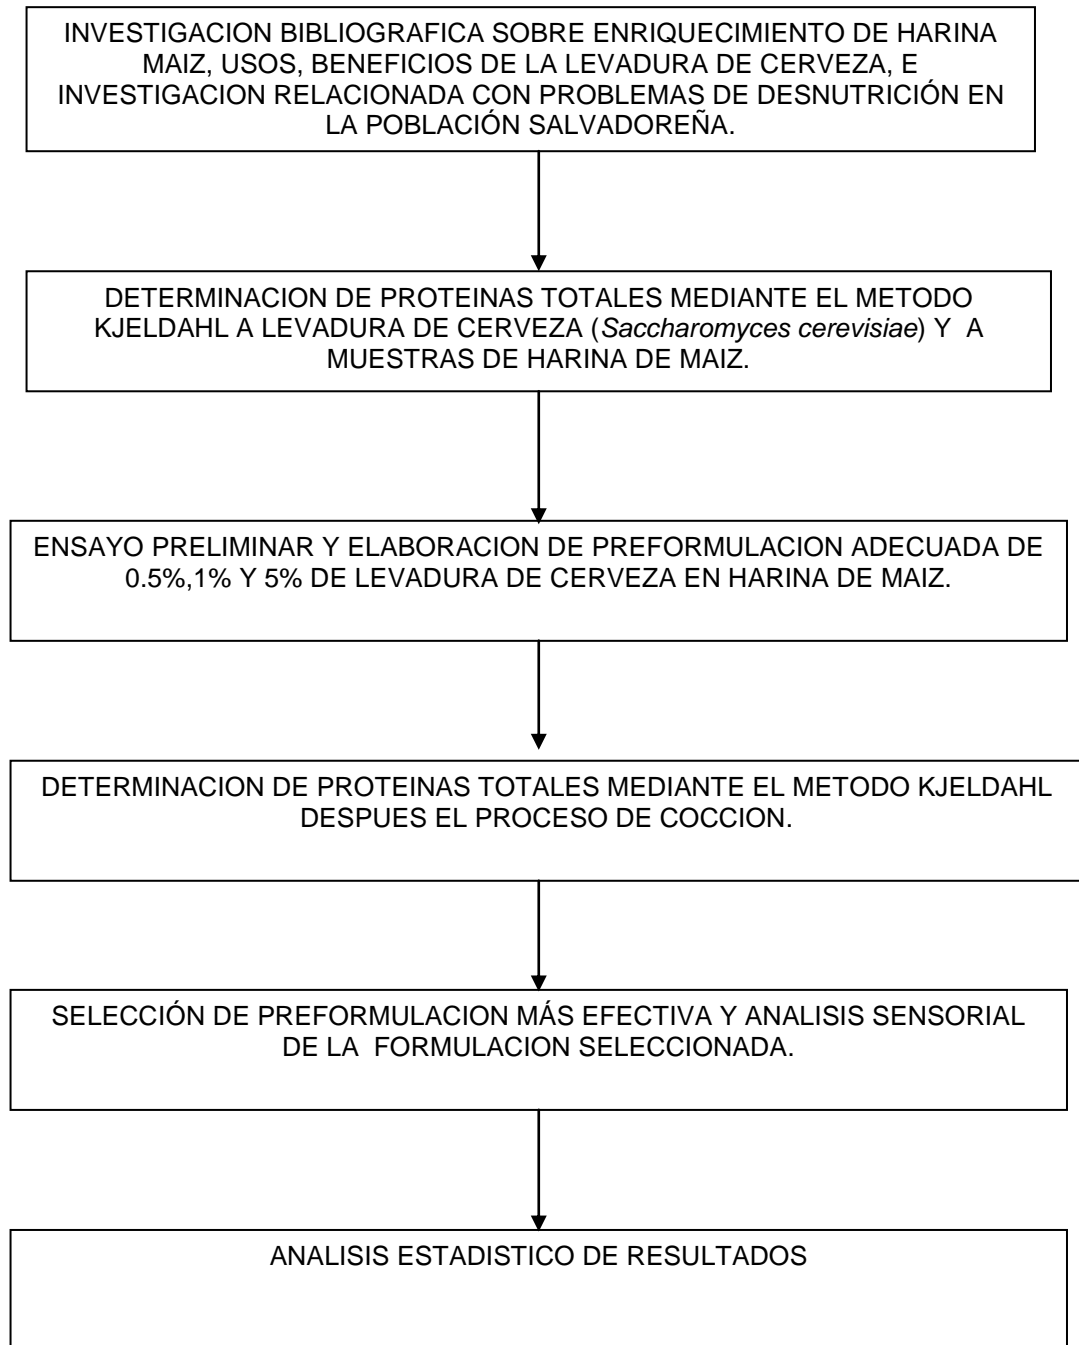 INVESTIGACION BIBLIOGRAFICA SOBRE ENRIQUECIMIENTO DE HARINA
MAIZ, USOS, BENEFICIOS DE LA LEVADURA DE CERVEZA, E
INVESTIGACION RELACIONADA CON PROBLEMAS DE DESNUTRICIÓN EN
LA POBLACIÓN SALVADOREÑA.
DETERMINACION DE PROTEINAS TOTALES MEDIANTE EL METODO
KJELDAHL A LEVADURA DE CERVEZA (Saccharomyces cerevisiae) Y A
MUESTRAS DE HARINA DE MAIZ.
ENSAYO PRELIMINAR Y ELABORACION DE PREFORMULACION ADECUADA DE
0.5%,1% Y 5% DE LEVADURA DE CERVEZA EN HARINA DE MAIZ.
DETERMINACION DE PROTEINAS TOTALES MEDIANTE EL METODO KJELDAHL
DESPUES EL PROCESO DE COCCION.
SELECCIÓN DE PREFORMULACION MÁS EFECTIVA Y ANALISIS SENSORIAL
DE LA FORMULACION SELECCIONADA.
ANALISIS ESTADISTICO DE RESULTADOS